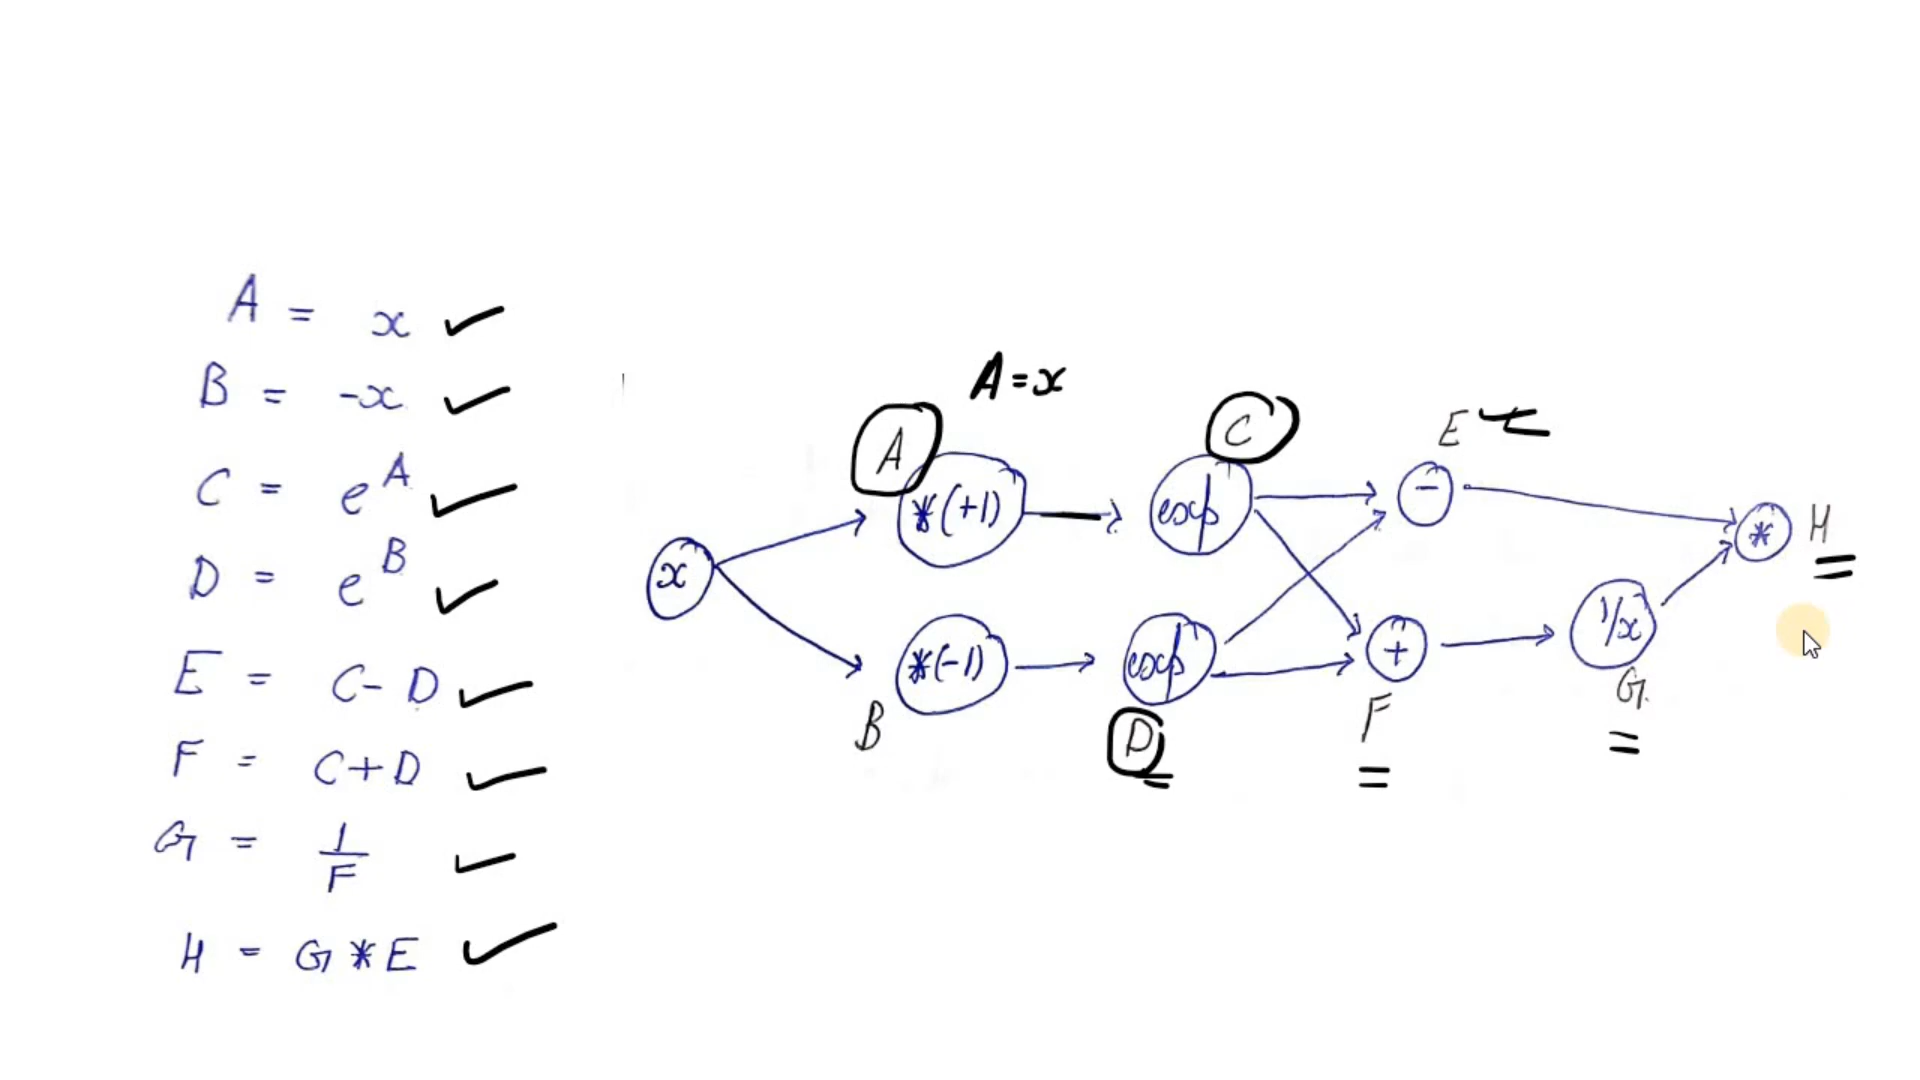 A = x
B = -x
C = e^A
D = e^B
E = C - D
F = C + D
G = 1/F
H = G * E
A = x
A
C
E
*(+1)
exp
-
*
H
x
*(-1)
exp
+
1/x
G
B
D
F